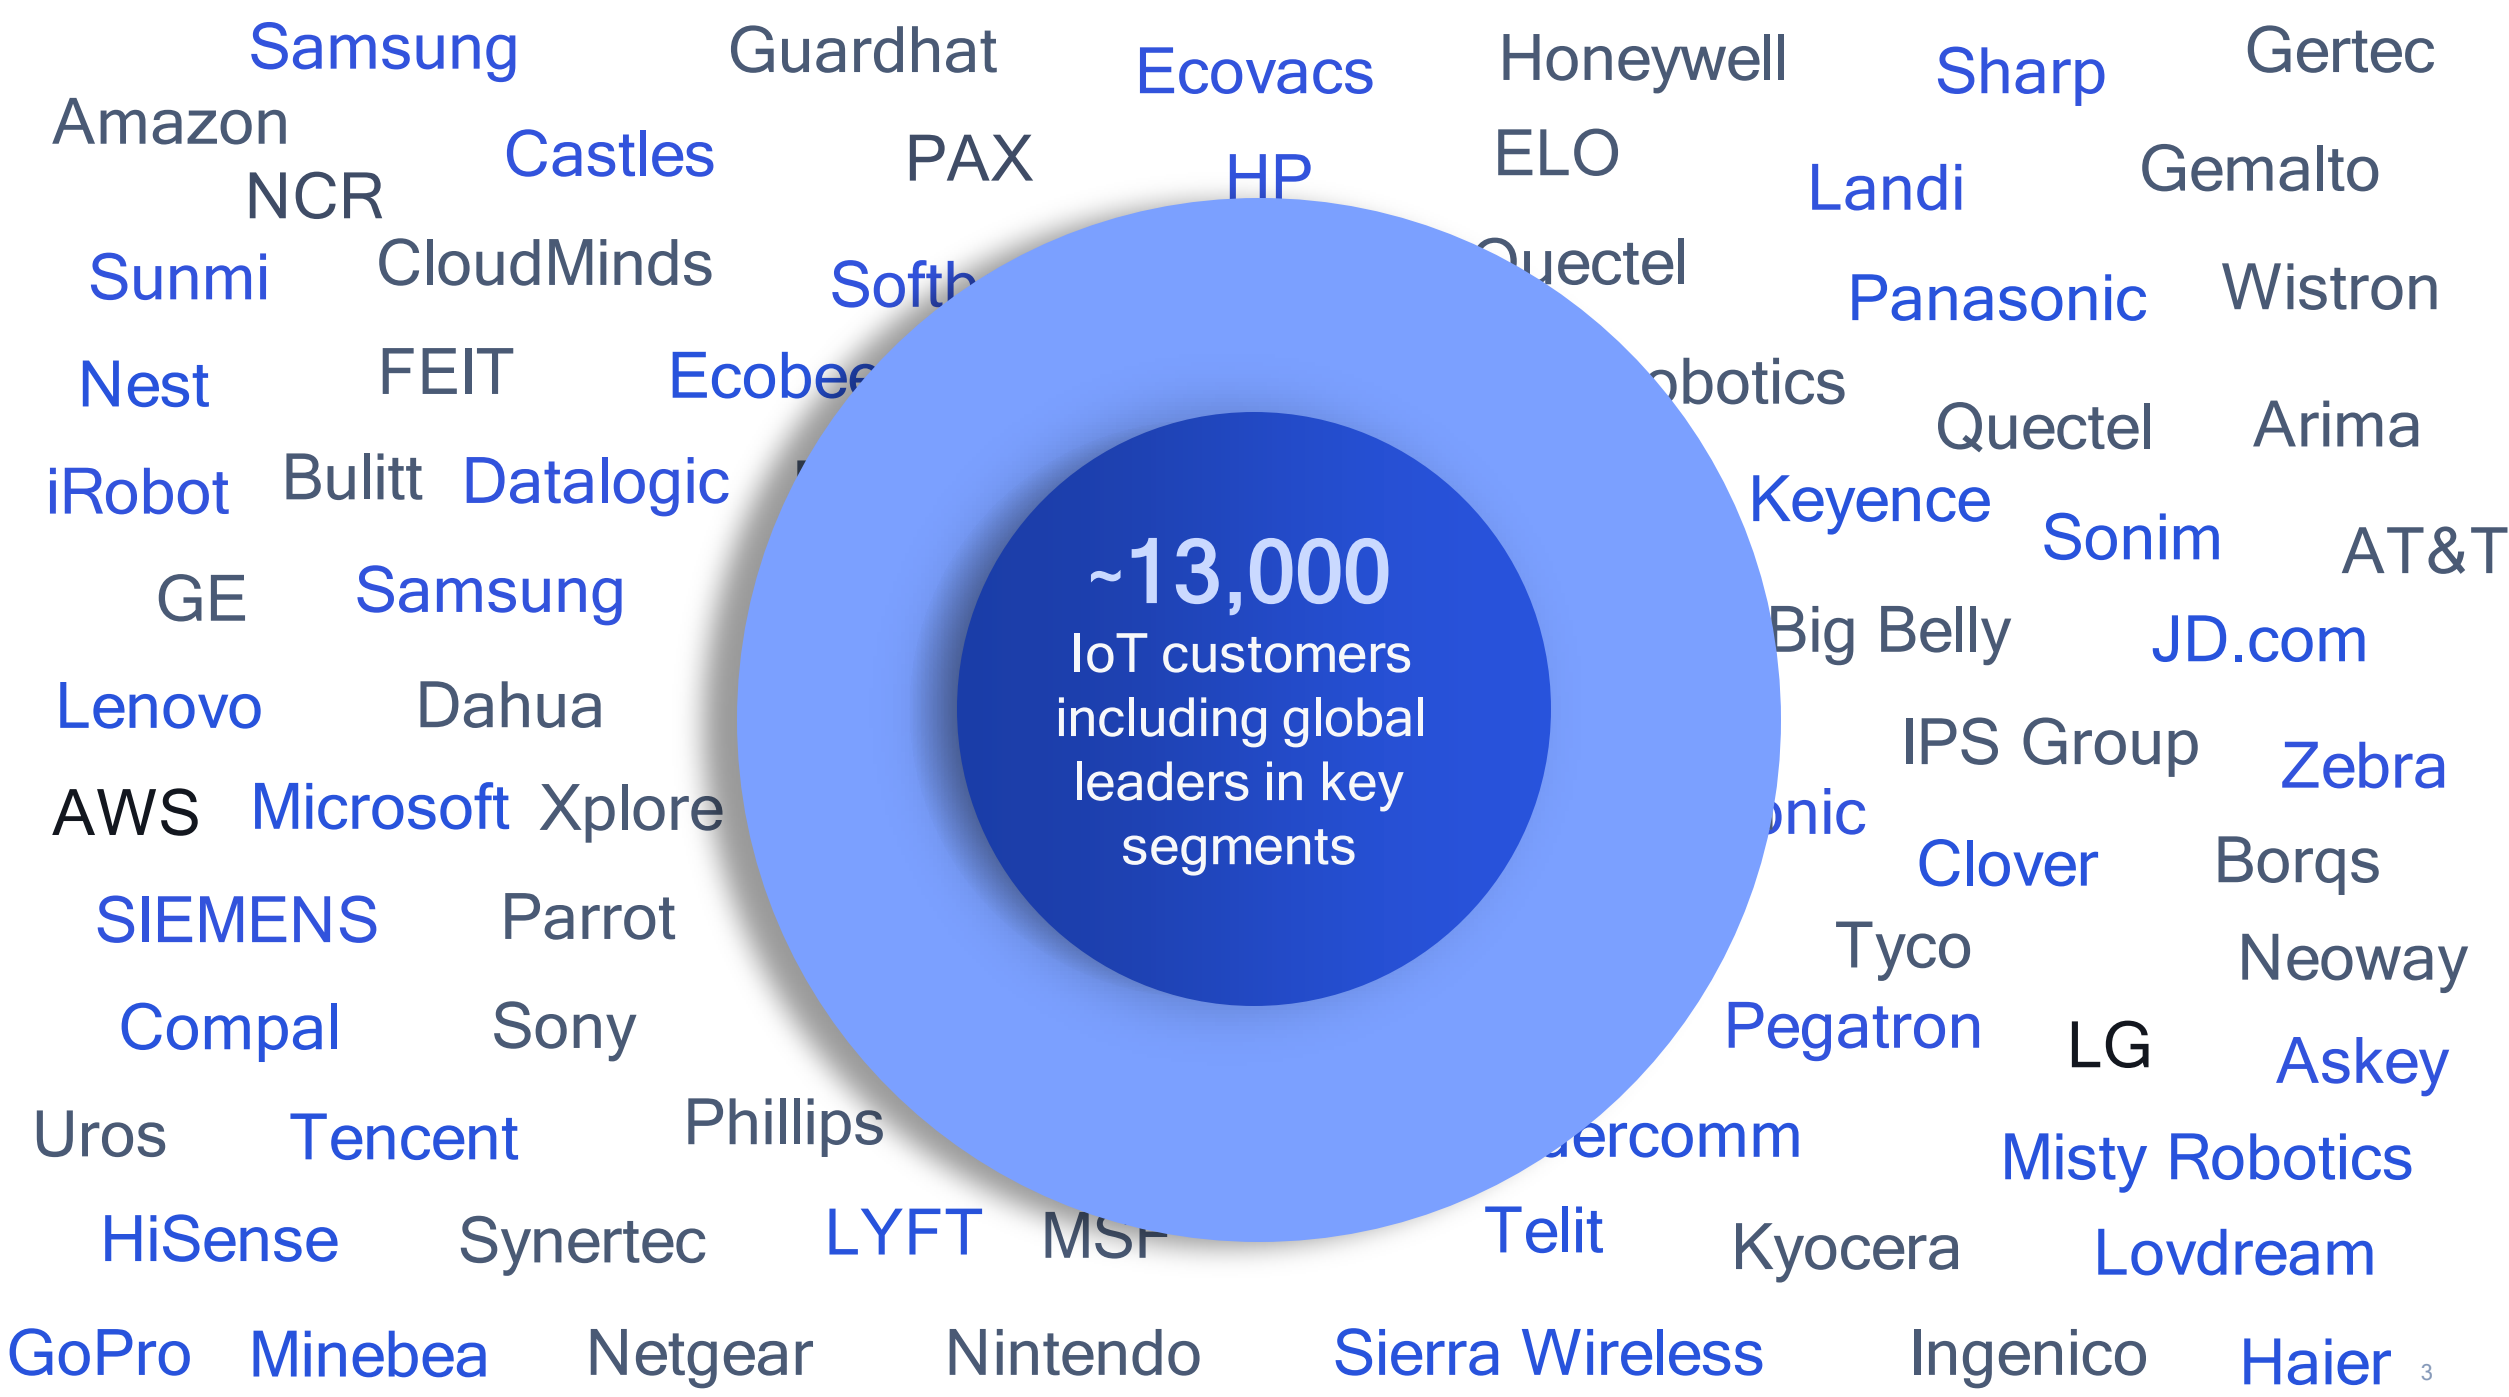 Samsung
Guardhat
Ecovacs
Honeywell
Sharp
Gertec
Amazon
Castles
PAX
HP
ELO
Landi
Gemalto
NCR
Sunmi
CloudMinds
Quectel
Panasonic
Wistron
Nest
FEIT
Ecobee
Quectel
Arima
iRobot
Bulitt
Datalogic
Keyence
Sonim
AT&T
GE
Samsung
~13,000
IoT customers
including global
leaders in key
segments
Big Belly
JD.com
Lenovo
Dahua
IPS Group
Zebra
AWS
Microsoft
Xplore
Clover
Borqs
SIEMENS
Parrot
Tyco
Neoway
Compal
Sony
Pegatron
LG
Askey
Uros
Tencent
Phillips
Misty Robotics
HiSense
Synertec
LYFT
Telit
Kyocera
Lovdream
GoPro
Minebea
Netgear
Nintendo
Sierra Wireless
Ingenico
Haier
3